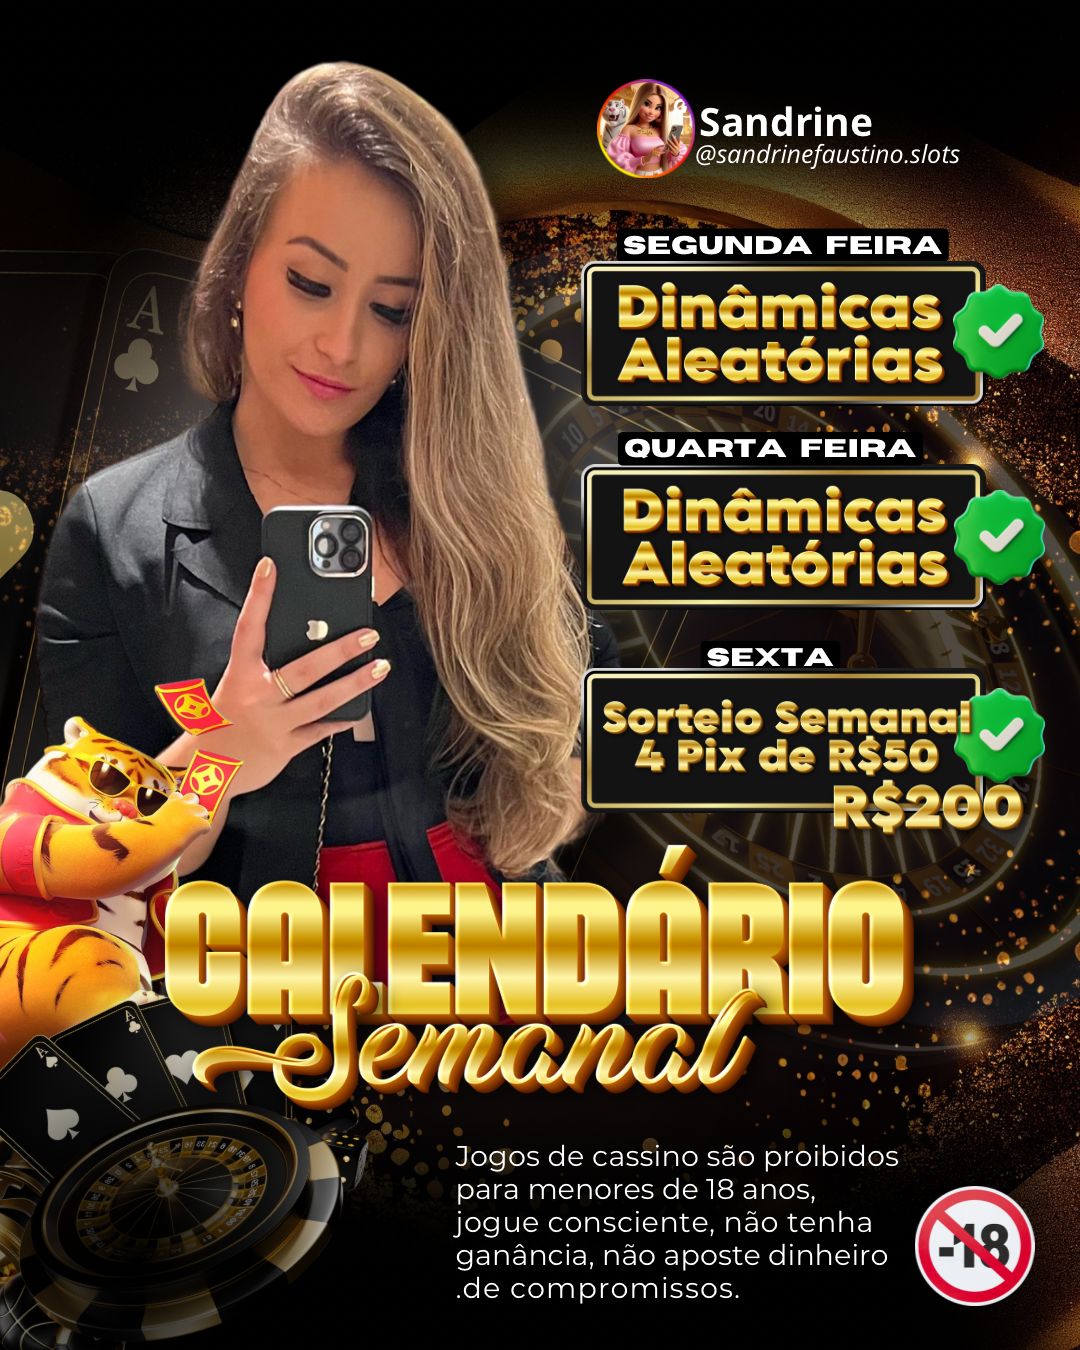 Sandrine
@sandrinefaustino.slots
SEGUNDA FEIRA
Dinâmicas
Aleatórias
QUARTA FEIRA
Dinâmicas
Aleatórias
SEXTA
Sorteio Semanal
4 Pix de R$50
R$200
CALENDÁRIO
Semanal
Jogos de cassino são proibidos
para menores de 18 anos,
jogue consciente, não tenha
ganância, não aposte dinheiro
.de compromissos.
-18